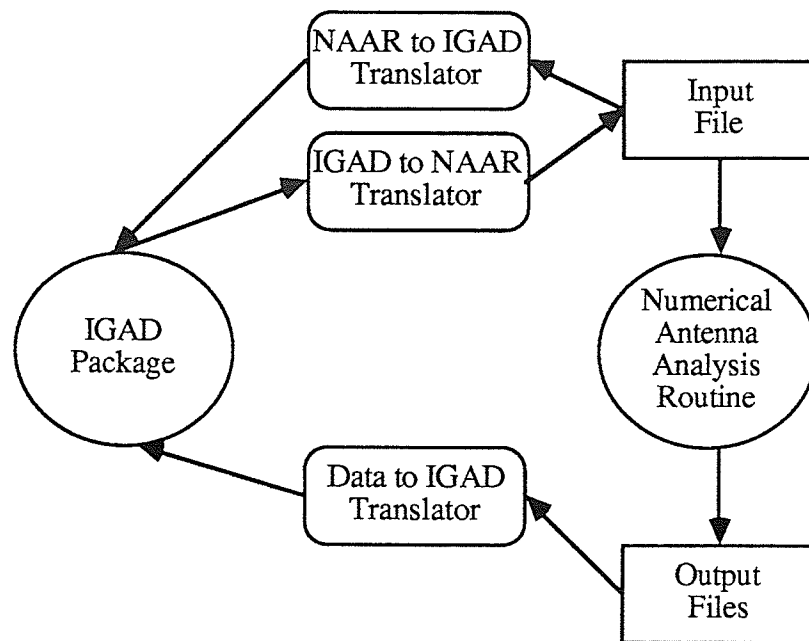 NAAR to IGAD
Translator
Input
File
IGAD to NAAR
Translator
IGAD
Package
Numerical
Antenna
Analysis
Routine
Data to IGAD
Translator
Output
Files